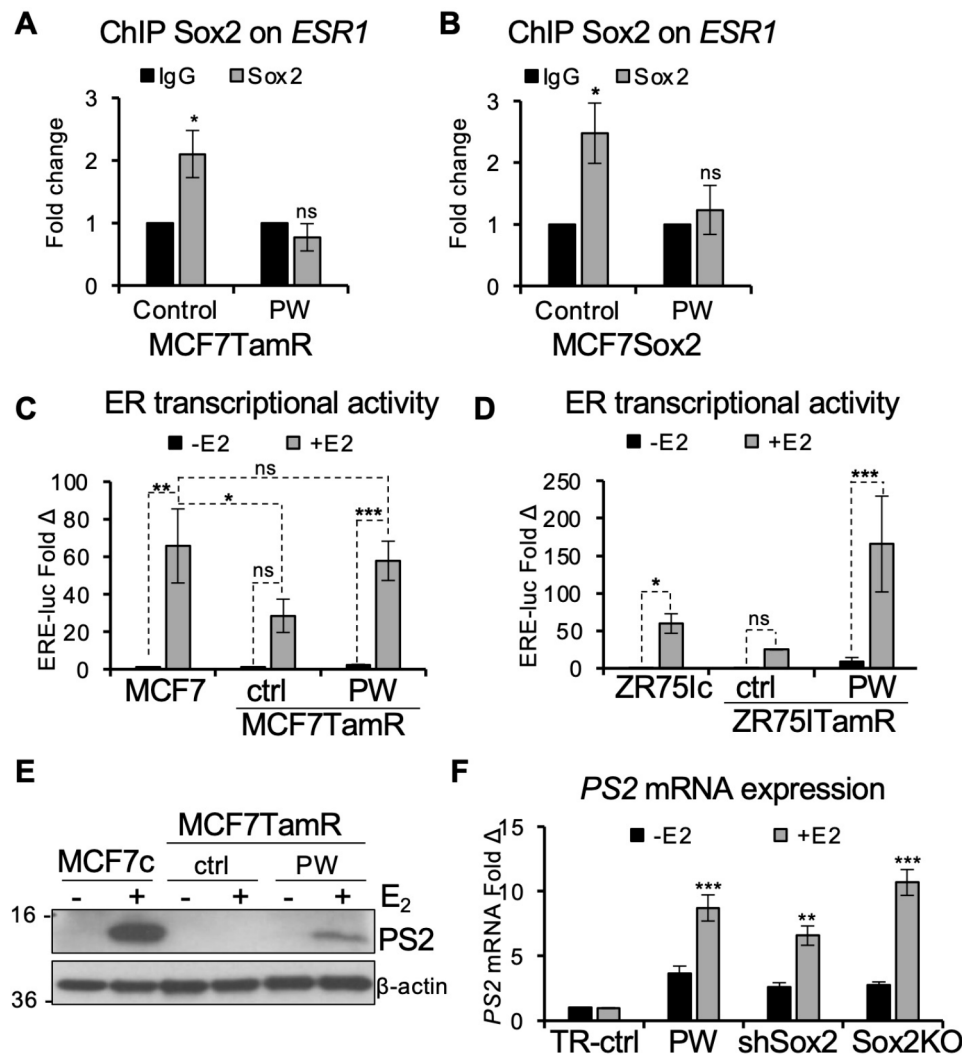 A
ChIP Sox2 on ESR1
IgG Sox2
Fold change
3
2
1
0
*
ns
Control PW
MCF7TamR
B
ChIP Sox2 on ESR1
IgG Sox2
Fold change
3
2
1
0
*
ns
Control PW
MCF7Sox2
C
ER transcriptional activity
-E2 +E2
ERE-luc Fold Δ
100
80
60
40
20
0
ns
**
*
***
ns
MCF7 ctrl PW
MCF7TamR
D
ER transcriptional activity
-E2 +E2
ERE-luc Fold Δ
250
200
150
100
50
0
***
*
ns
ZR75Ic ctrl PW
ZR75ITamR
E
MCF7TamR
MCF7c ctrl PW
- + - + - + E2
16 -
PS2
β-actin
36 -
F
PS2 mRNA expression
-E2 +E2
PS2 mRNA Fold Δ
15
10
5
0
***
**
***
TR-ctrl PW shSox2 Sox2KO